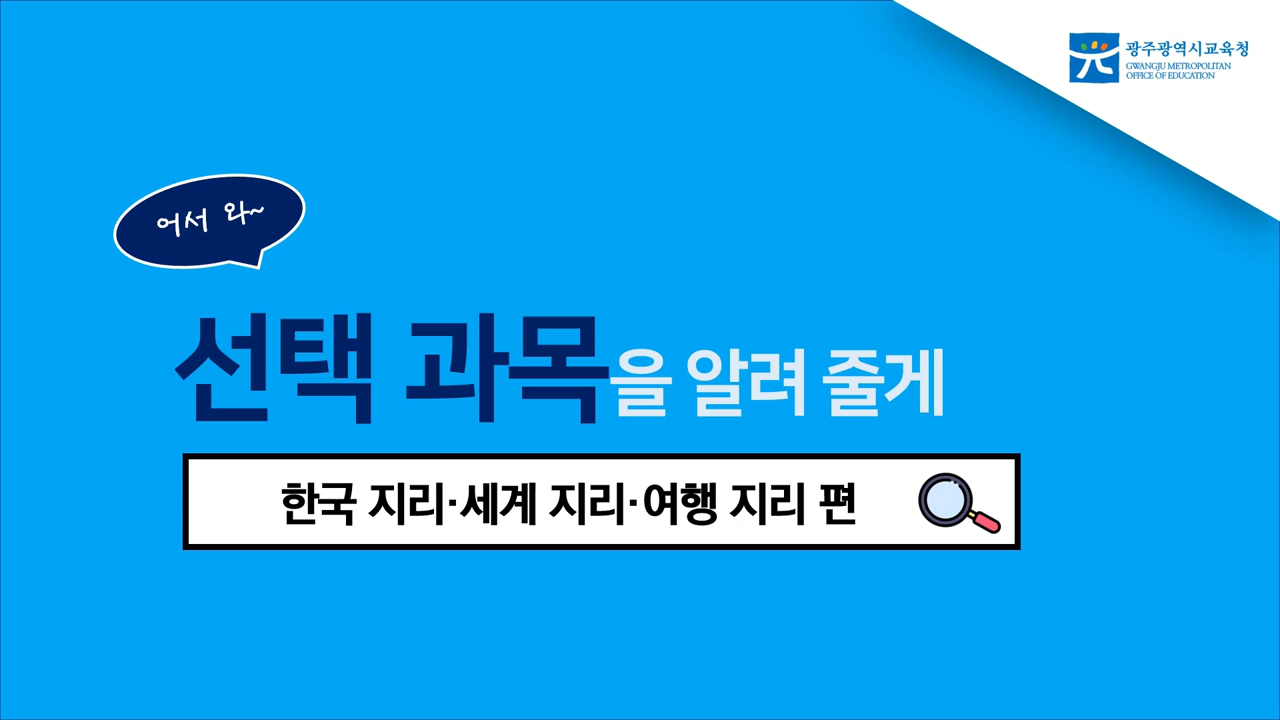 광주광역시교육청
GWANGJU METROPOLITAN
OFFICE OF EDUCATION
어서 와~
선택 과목을 알려 줄게
한국 지리·세계 지리·여행 지리 편